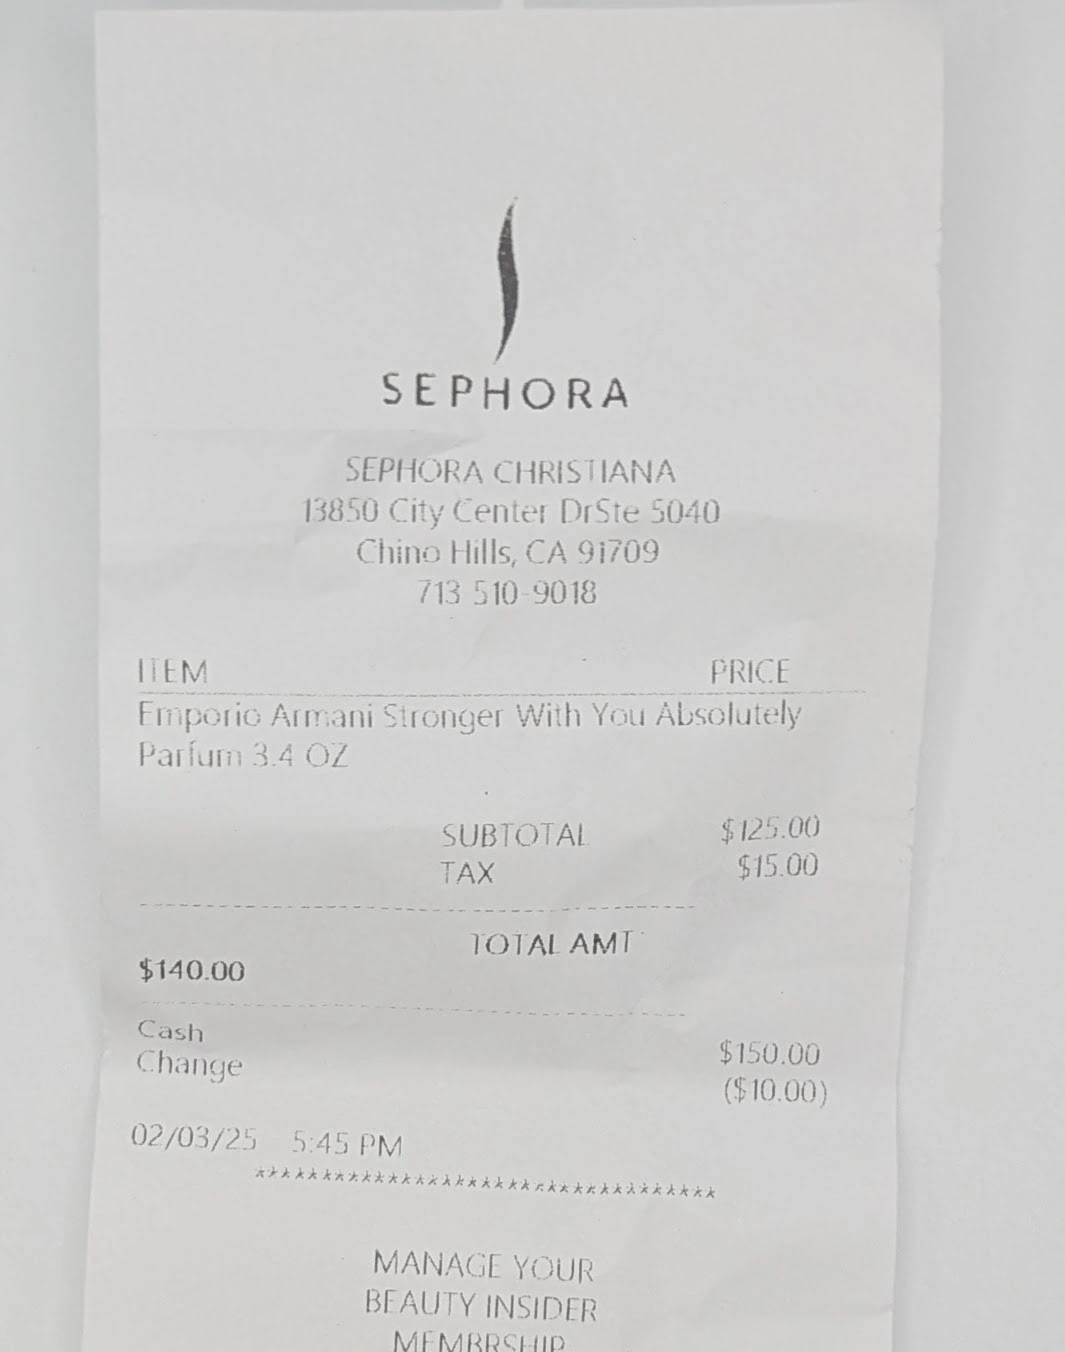 SEPHORA
SEPHORA CHRISTIANA
13850 City Center DrSte 5040
Chino Hills, CA 91709
713 510-9018
ITEM PRICE
Emporio Armani Stronger With You Absolutely
Parfum 3.4 OZ
SUBTOTAL $125.00
TAX $15.00
TOTAL AMT
$140.00
Cash $150.00
Change ($10.00)
02/03/25 5:45 PM
***********************************
MANAGE YOUR
BEAUTY INSIDER
MEMBRSHIP